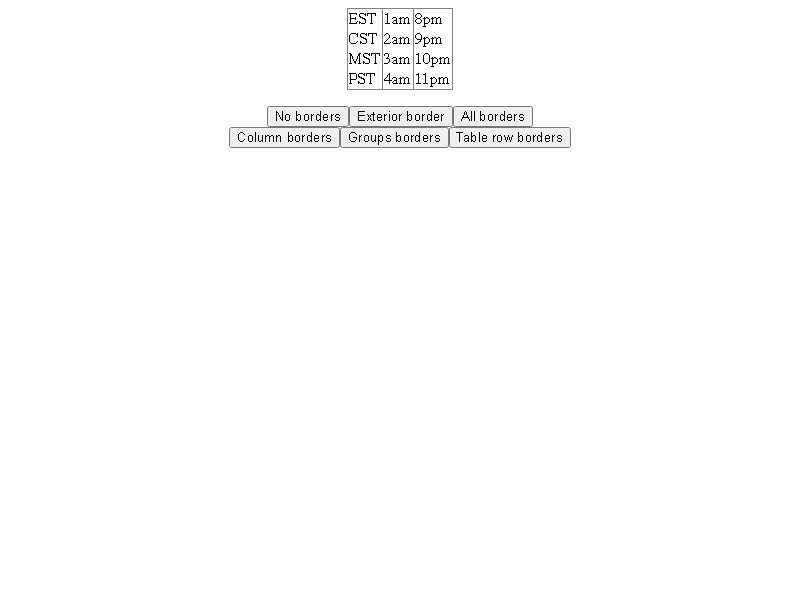 EST 1am 8pm
CST 2am 9pm
MST 3am 10pm
PST 4am 11pm
No borders Exterior border All borders
Column borders Groups borders Table row borders